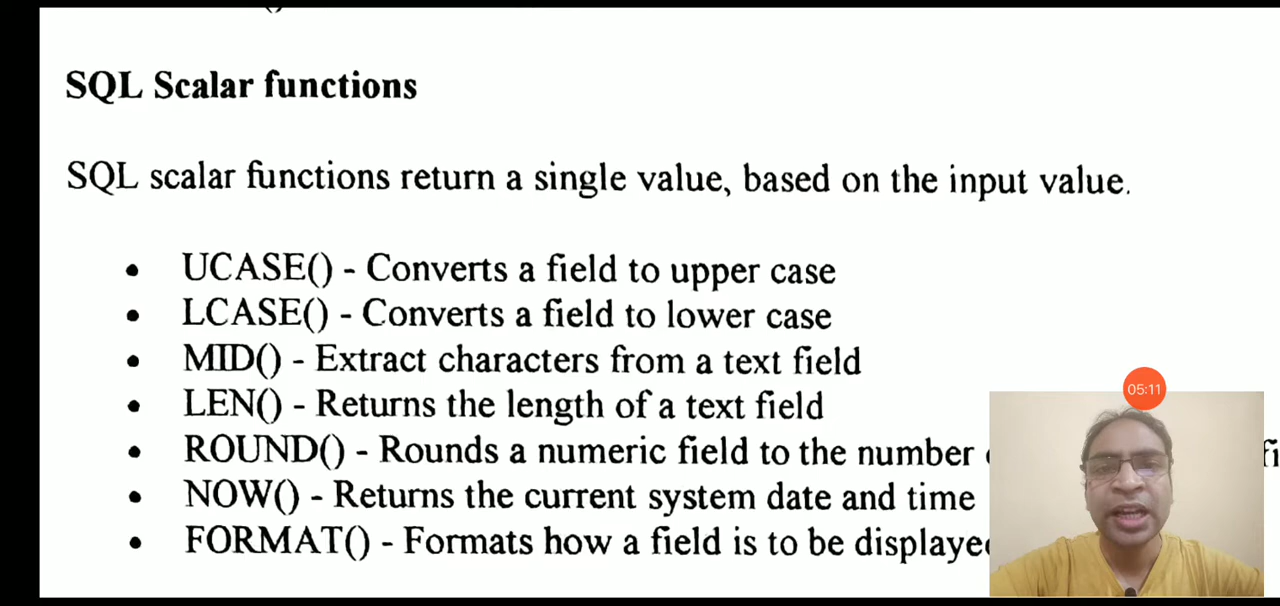 SQL Scalar functions
SQL scalar functions return a single value, based on the input value.
• UCASE() - Converts a field to upper case
• LCASE() - Converts a field to lower case
• MID() - Extract characters from a text field
• LEN() - Returns the length of a text field
• ROUND() - Rounds a numeric field to the number
• NOW() - Returns the current system date and time
• FORMAT() - Formats how a field is to be
05:11